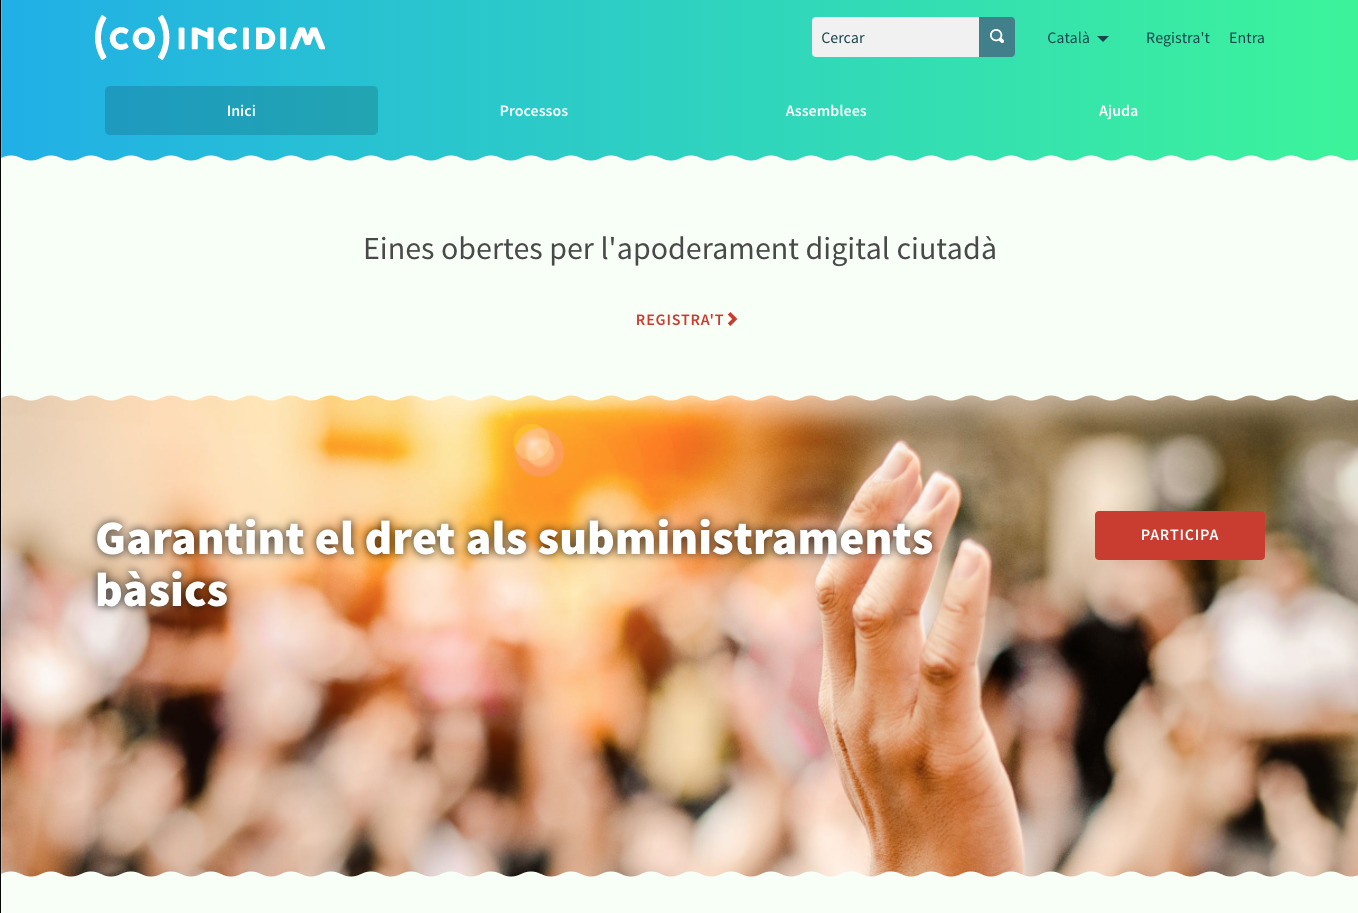 (CO)INCIDIM
Cercar
Català
Registra't
Entra
Inici
Processos
Assemblees
Ajuda
Eines obertes per l'apoderament digital ciutadà
REGISTRA'T
Garantint el dret als subministraments
bàsics
PARTICIPA